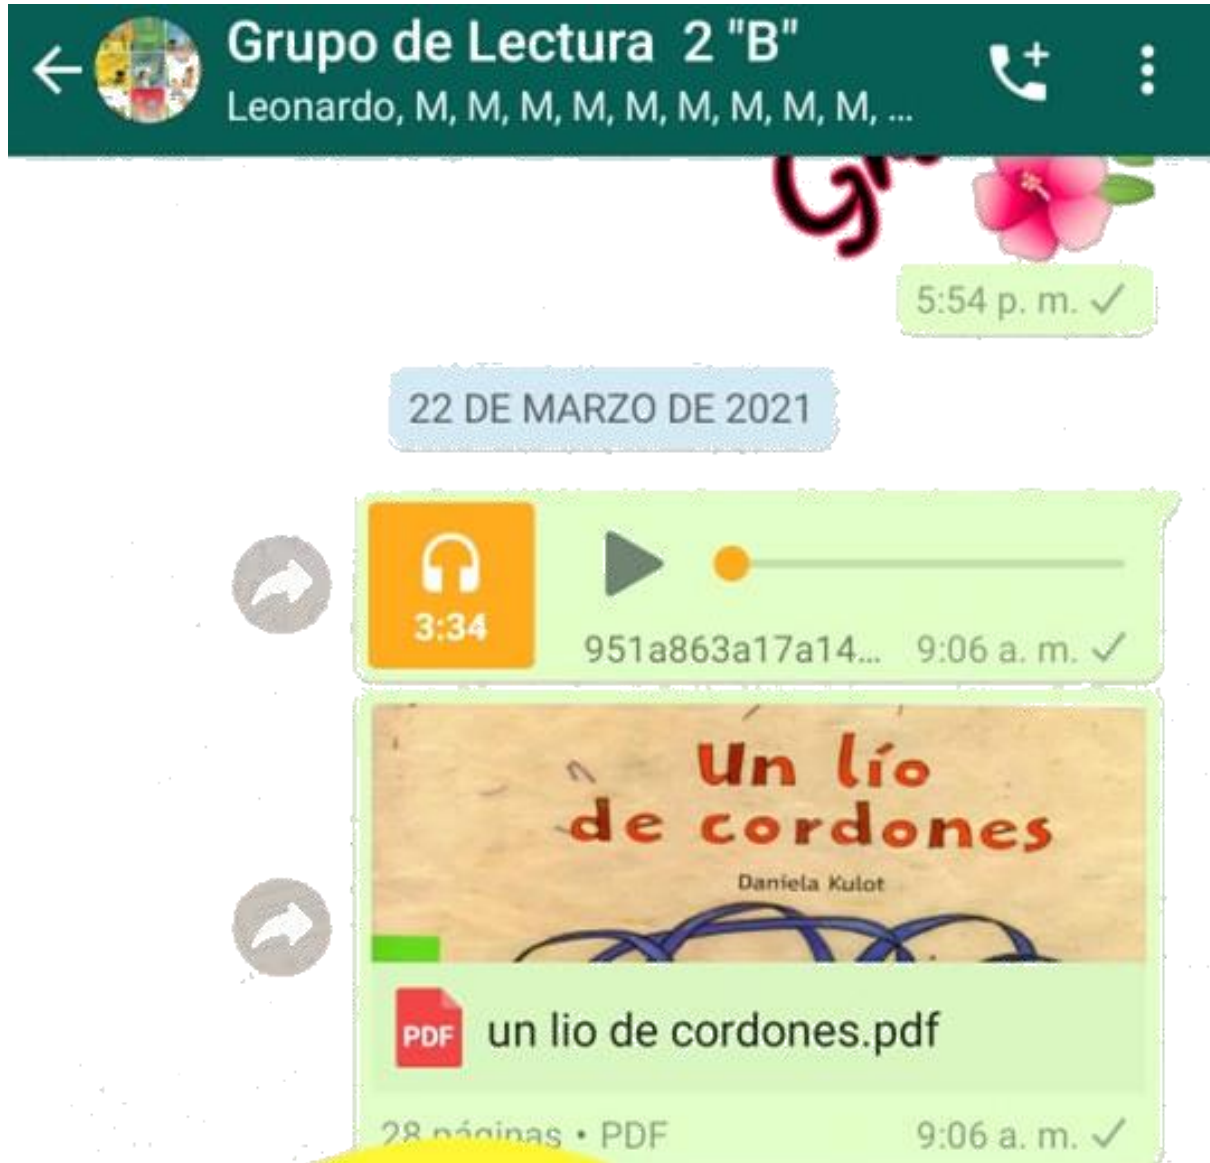 Grupo de Lectura 2 "B"
Leonardo, M, M, M, M, M, M, M, M, M, ...
5:54 p. m.
22 DE MARZO DE 2021
3:34
951a863a17a14... 9:06 a. m.
Un lío
de cordones
Daniela Kulot
PDF un lio de cordones.pdf
28 páginas • PDF 9:06 a. m.